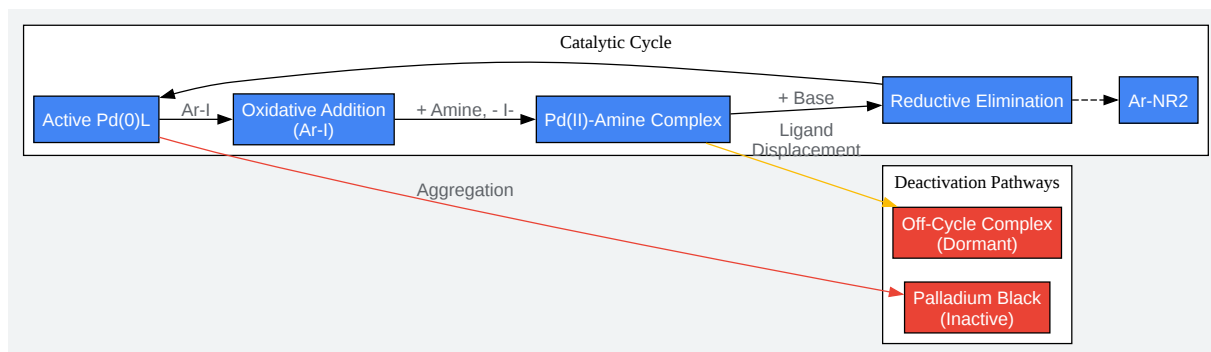 Catalytic Cycle
Active Pd(0)L
Ar-I
Oxidative Addition
(Ar-I)
+ Amine, - I-
Pd(II)-Amine Complex
+ Base
Reductive Elimination
Ar-NR2
Ligand
Displacement
Aggregation
Deactivation Pathways
Off-Cycle Complex
(Dormant)
Palladium Black
(Inactive)